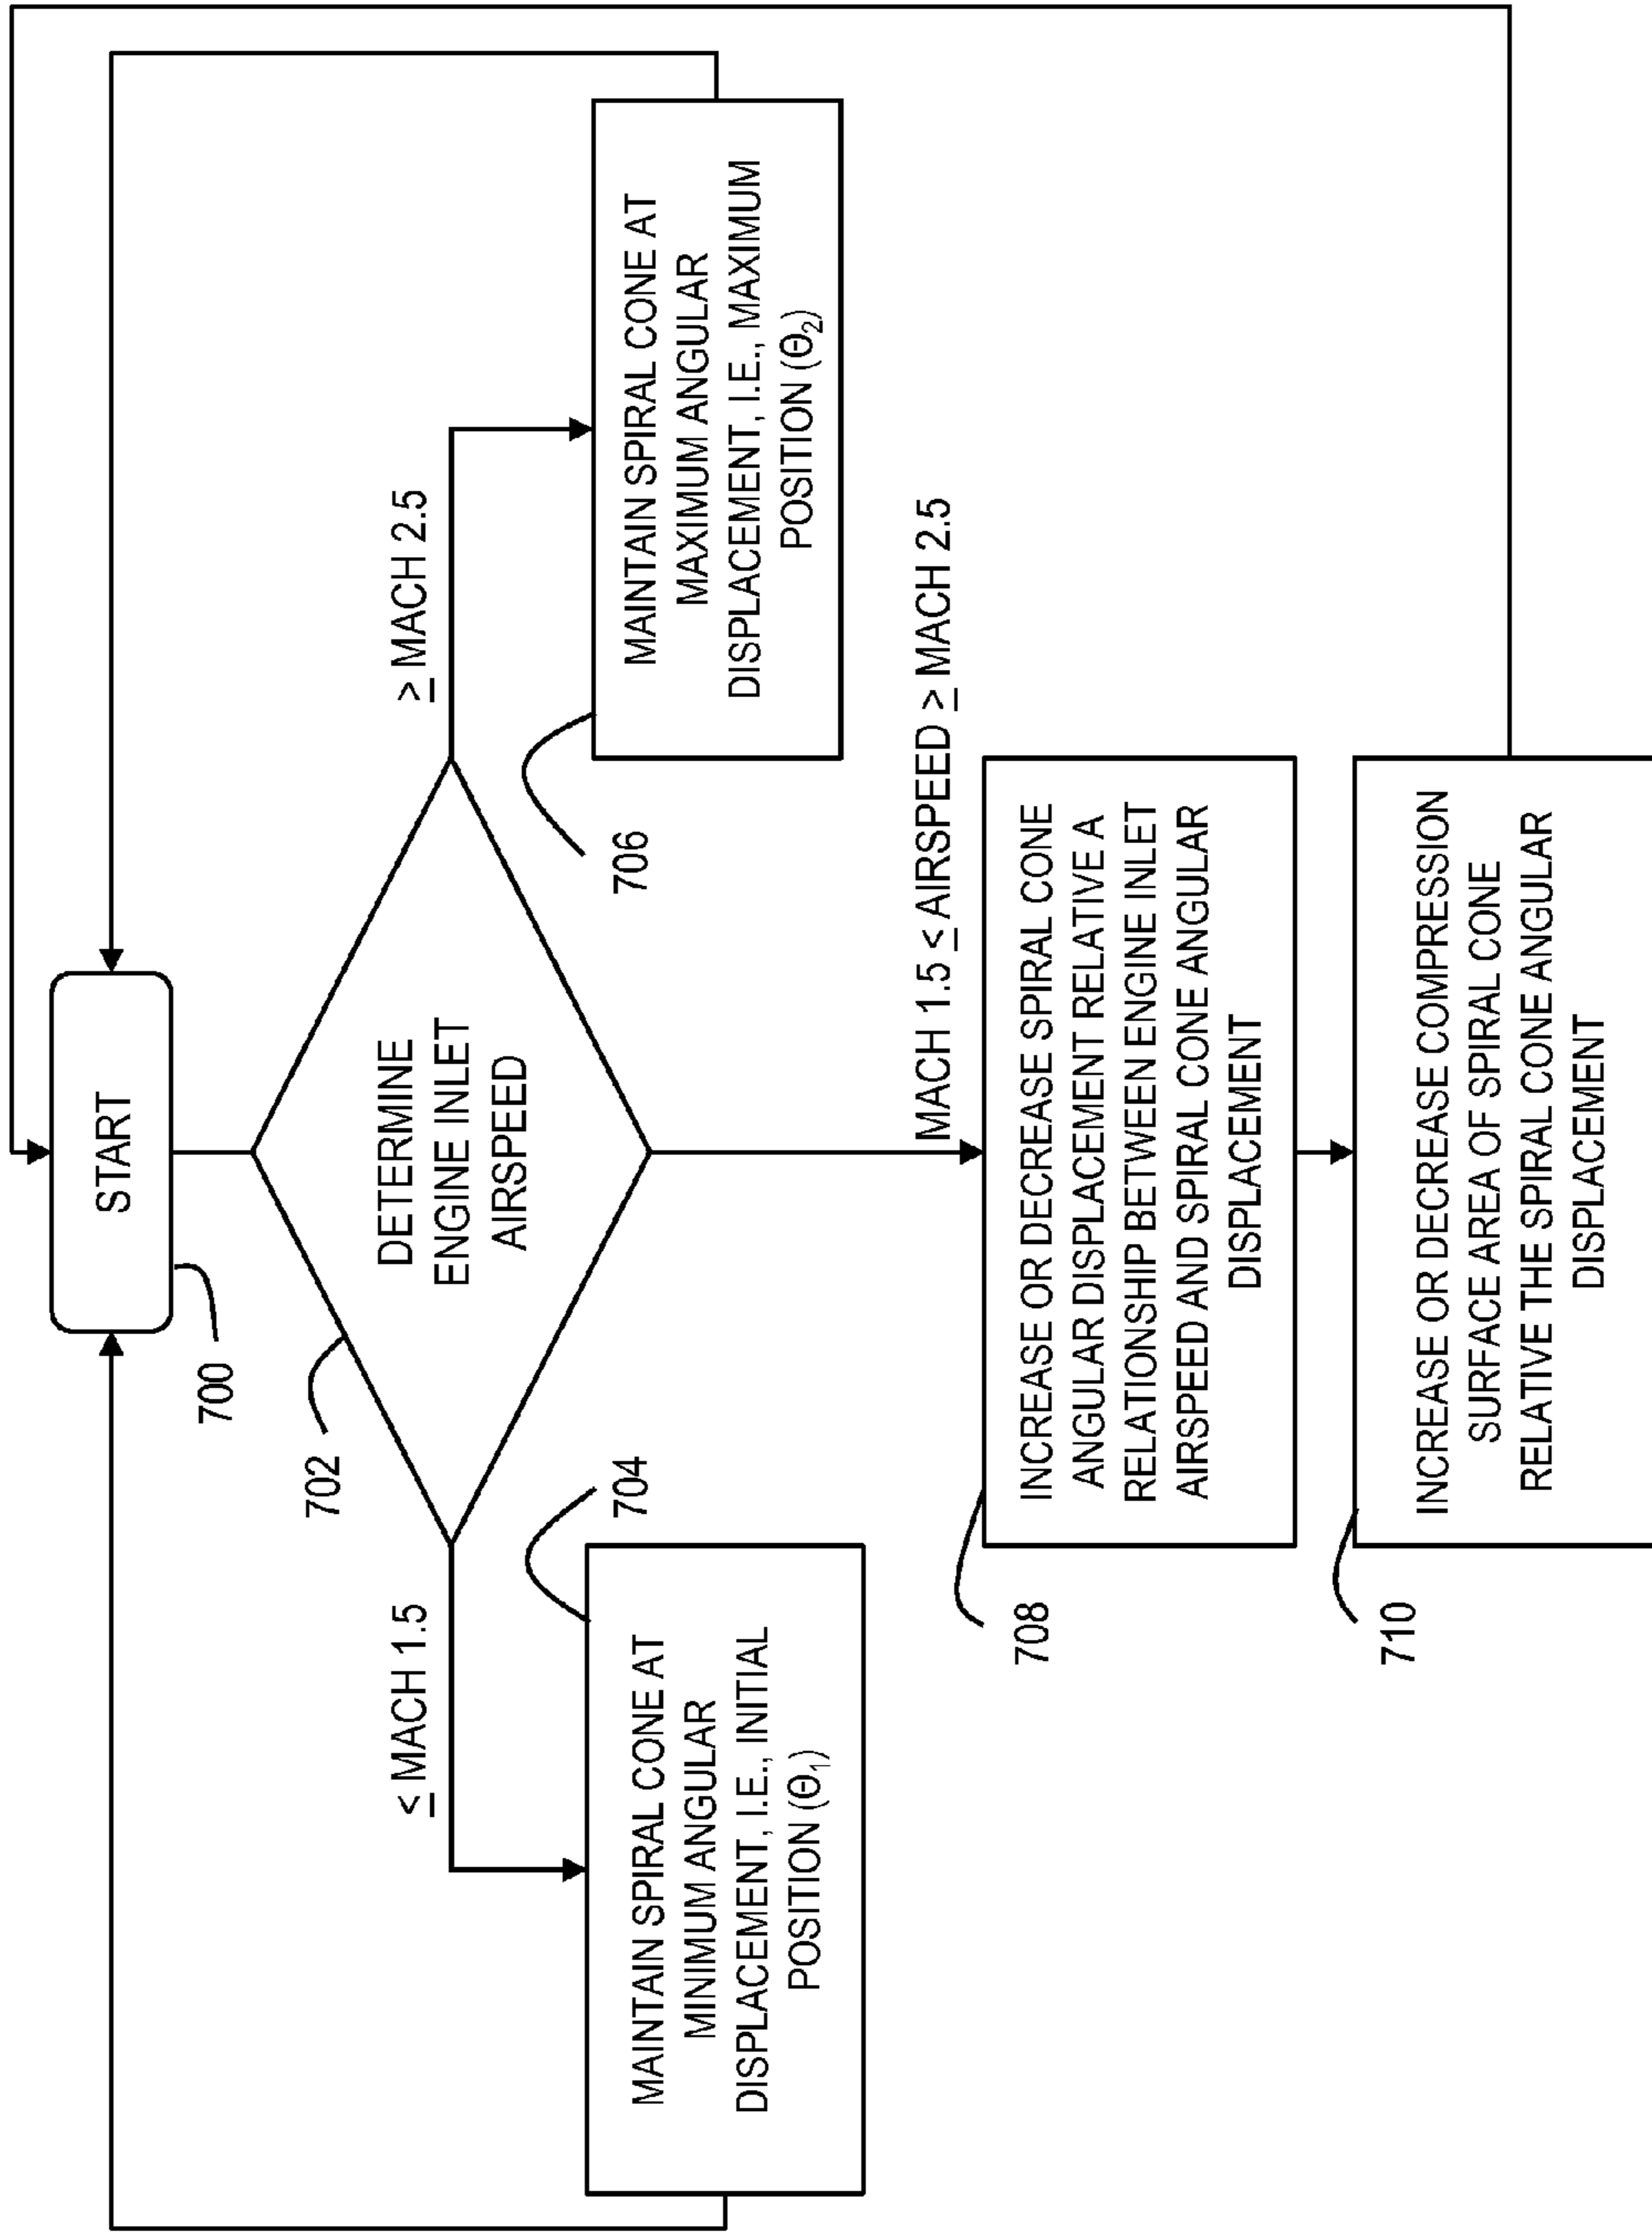 START
700
DETERMINE
ENGINE INLET
AIRSPEED
702
≤ MACH 1.5
≥ MACH 2.5
MAINTAIN SPIRAL CONE AT
MINIMUM ANGULAR
DISPLACEMENT, I.E., INITIAL
POSITION (Θ₁)
704
MAINTAIN SPIRAL CONE AT
MAXIMUM ANGULAR
DISPLACEMENT, I.E., MAXIMUM
POSITION (Θ₂)
706
MACH 1.5 ≤ AIRSPEED ≥ MACH 2.5
INCREASE OR DECREASE SPIRAL CONE
ANGULAR DISPLACEMENT RELATIVE A
RELATIONSHIP BETWEEN ENGINE INLET
AIRSPEED AND SPIRAL CONE ANGULAR
DISPLACEMENT
708
INCREASE OR DECREASE COMPRESSION
SURFACE AREA OF SPIRAL CONE
RELATIVE THE SPIRAL CONE ANGULAR
DISPLACEMENT
710